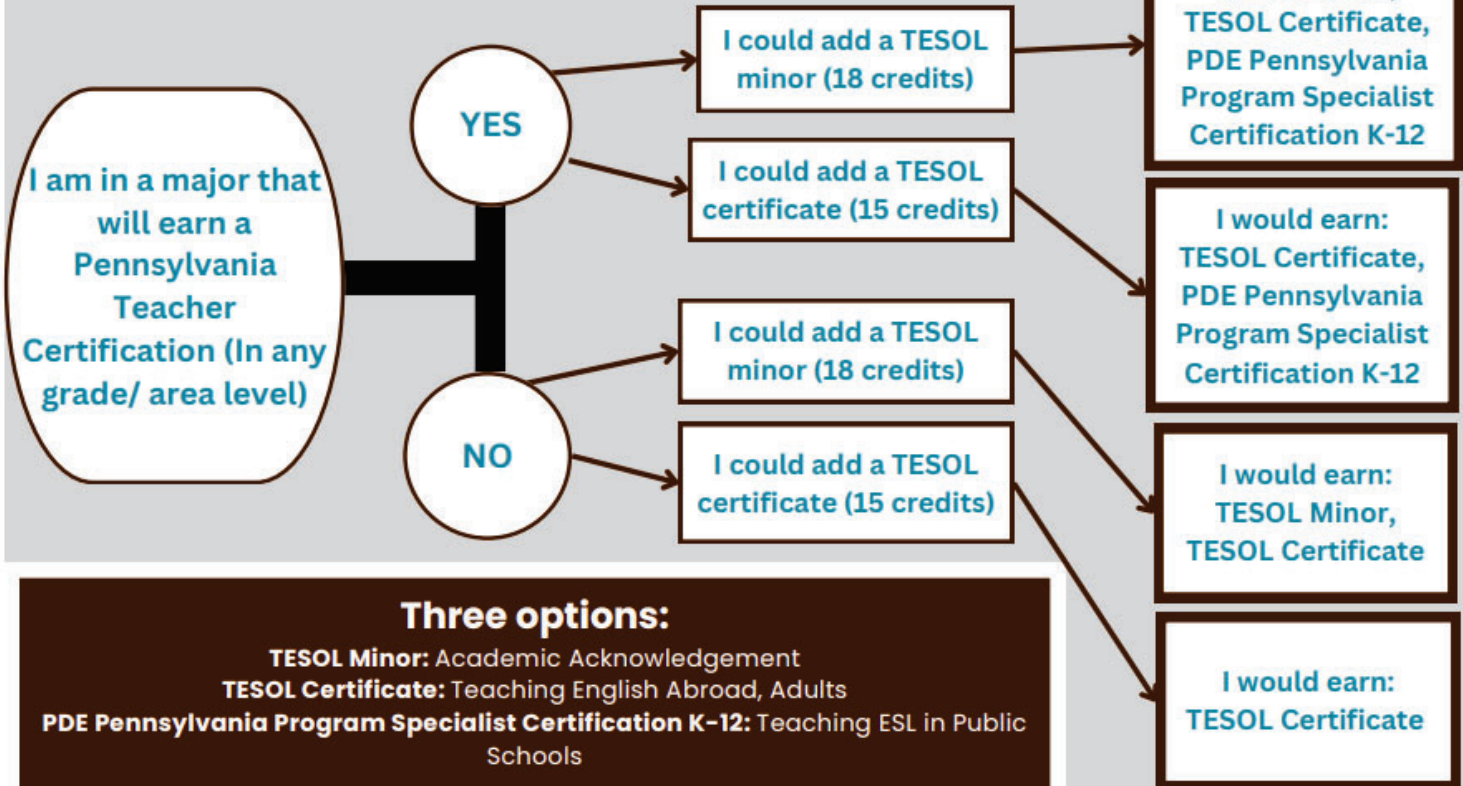 I am in a major that
will earn a
Pennsylvania
Teacher
Certification (In any
grade/ area level)
YES
I could add a TESOL
minor (18 credits)
TESOL Certificate,
PDE Pennsylvania
Program Specialist
Certification K-12
I could add a TESOL
certificate (15 credits)
I would earn:
TESOL Certificate,
PDE Pennsylvania
Program Specialist
Certification K-12
NO
I could add a TESOL
minor (18 credits)
I would earn:
TESOL Minor,
TESOL Certificate
I could add a TESOL
certificate (15 credits)
I would earn:
TESOL Certificate
Three options:
TESOL Minor: Academic Acknowledgement
TESOL Certificate: Teaching English Abroad, Adults
PDE Pennsylvania Program Specialist Certification K-12: Teaching ESL in Public
Schools